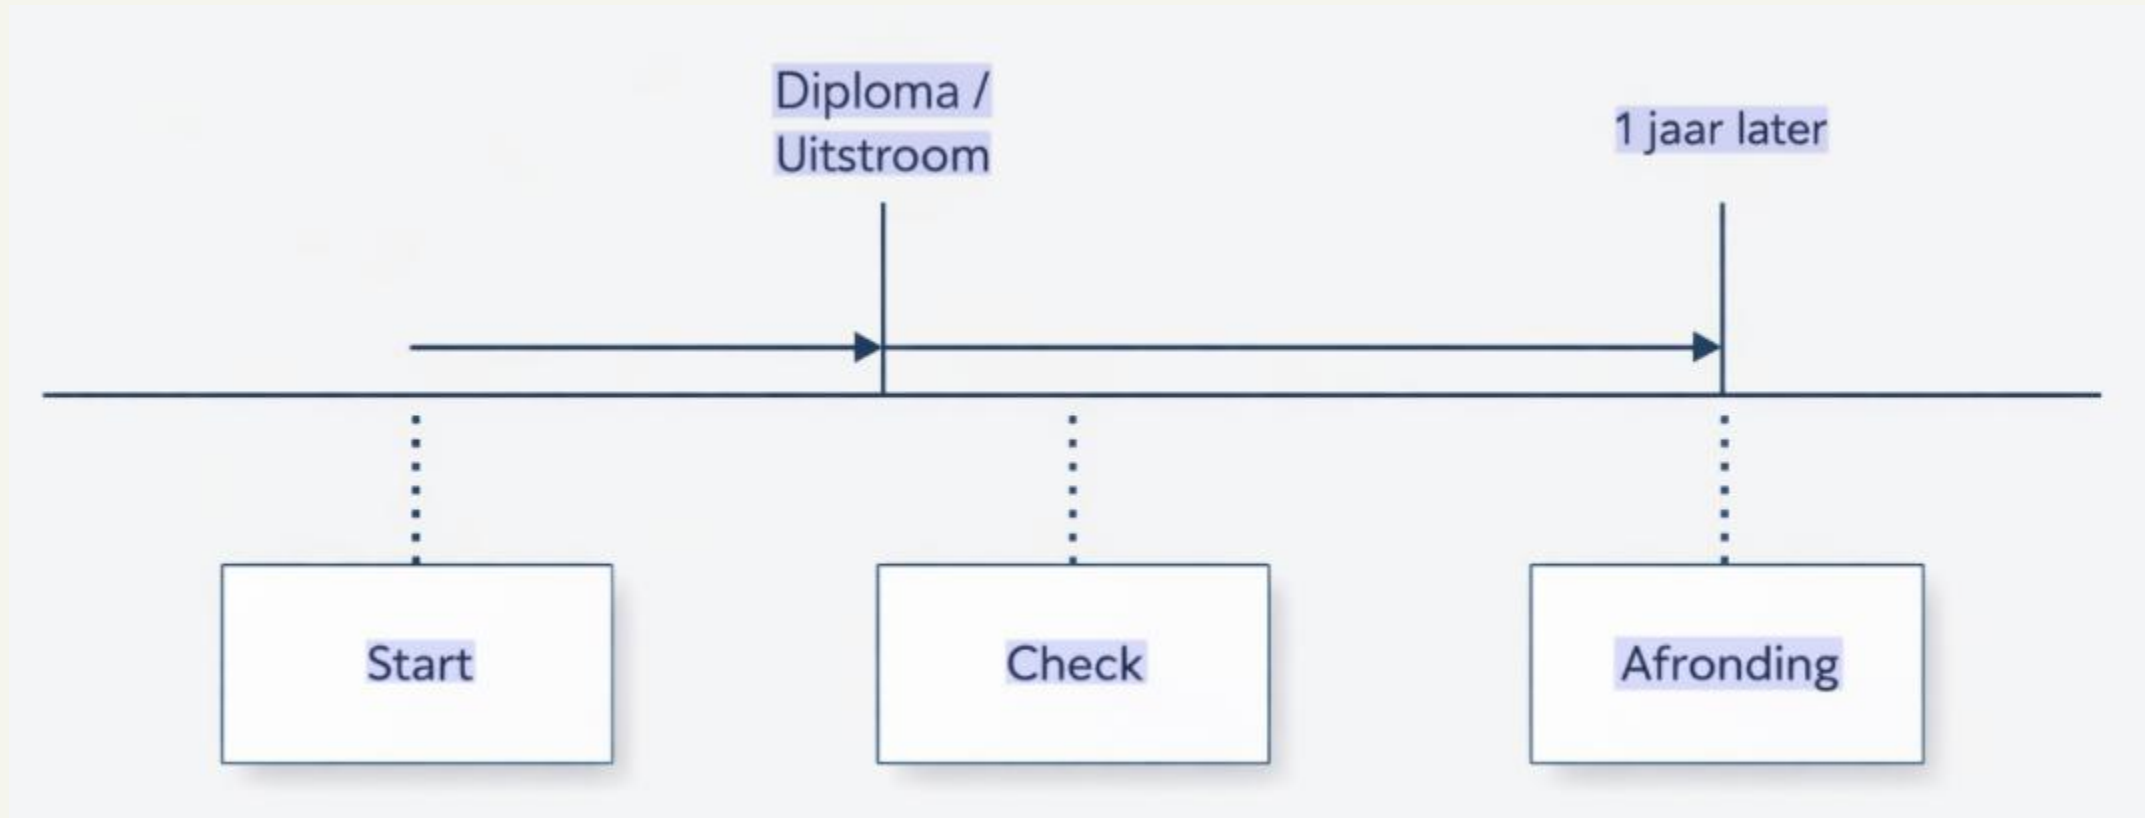 Diploma /
Uitstroom
1 jaar later
Start
Check
Afronding